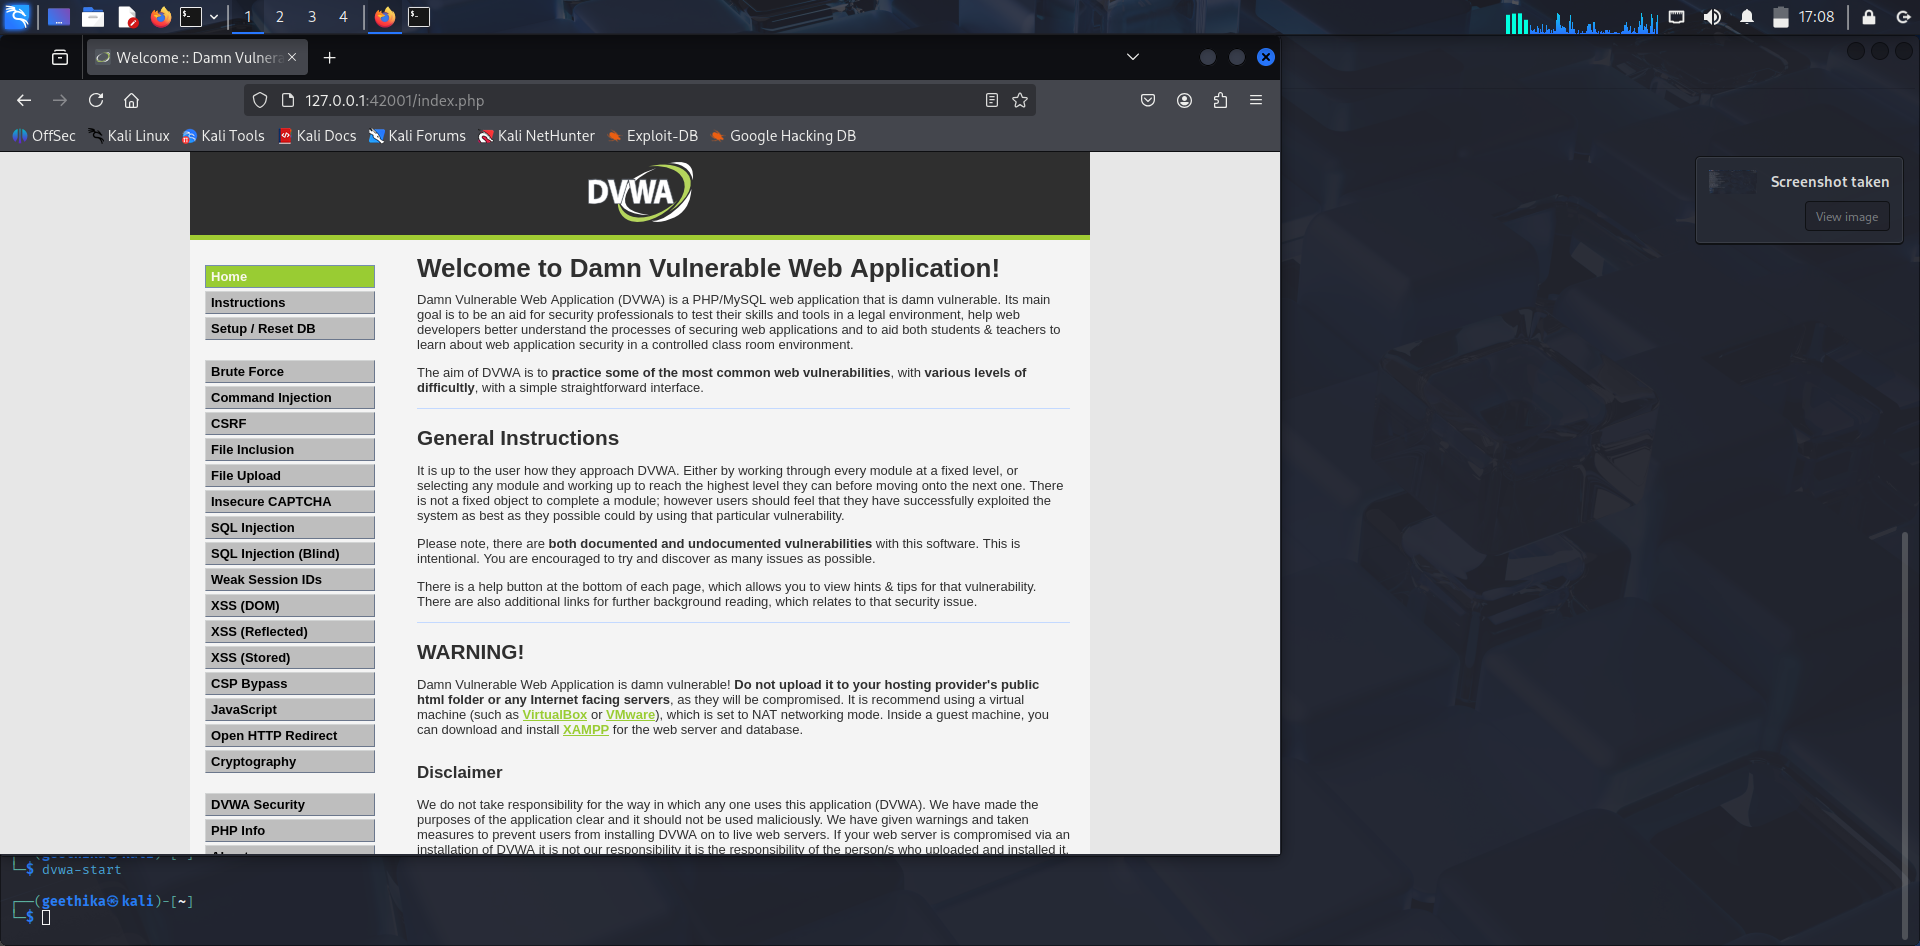 1 2 3 4
17:08
Welcome :: Damn Vulnera
127.0.0.1:42001/index.php
OffSec Kali Linux Kali Tools Kali Docs Kali Forums Kali NetHunter Exploit-DB Google Hacking DB
Screenshot taken
View image
DVWA
Home
Instructions
Setup / Reset DB
Brute Force
Command Injection
CSRF
File Inclusion
File Upload
Insecure CAPTCHA
SQL Injection
SQL Injection (Blind)
Weak Session IDs
XSS (DOM)
XSS (Reflected)
XSS (Stored)
CSP Bypass
JavaScript
Open HTTP Redirect
Cryptography
DVWA Security
PHP Info
Welcome to Damn Vulnerable Web Application!
Damn Vulnerable Web Application (DVWA) is a PHP/MySQL web application that is damn vulnerable. Its main
goal is to be an aid for security professionals to test their skills and tools in a legal environment, help web
developers better understand the processes of securing web applications and to aid both students & teachers to
learn about web application security in a controlled class room environment.
The aim of DVWA is to practice some of the most common web vulnerabilities, with various levels of
difficultly, with a simple straightforward interface.
General Instructions
It is up to the user how they approach DVWA. Either by working through every module at a fixed level, or
selecting any module and working up to reach the highest level they can before moving onto the next one. There
is not a fixed object to complete a module; however users should feel that they have successfully exploited the
system as best as they possible could by using that particular vulnerability.
Please note, there are both documented and undocumented vulnerabilities with this software. This is
intentional. You are encouraged to try and discover as many issues as possible.
There is a help button at the bottom of each page, which allows you to view hints & tips for that vulnerability.
There are also additional links for further background reading, which relates to that security issue.
WARNING!
Damn Vulnerable Web Application is damn vulnerable! Do not upload it to your hosting provider's public
html folder or any Internet facing servers, as they will be compromised. It is recommend using a virtual
machine (such as VirtualBox or VMware), which is set to NAT networking mode. Inside a guest machine, you
can download and install XAMPP for the web server and database.
Disclaimer
We do not take responsibility for the way in which any one uses this application (DVWA). We have made the
purposes of the application clear and it should not be used maliciously. We have given warnings and taken
measures to prevent users from installing DVWA on to live web servers. If your web server is compromised via an
installation of DVWA it is not our responsibility it is the responsibility of the person/s who uploaded and installed it.
$ dvwa-start
(geethika㉿kali)-[~]
$